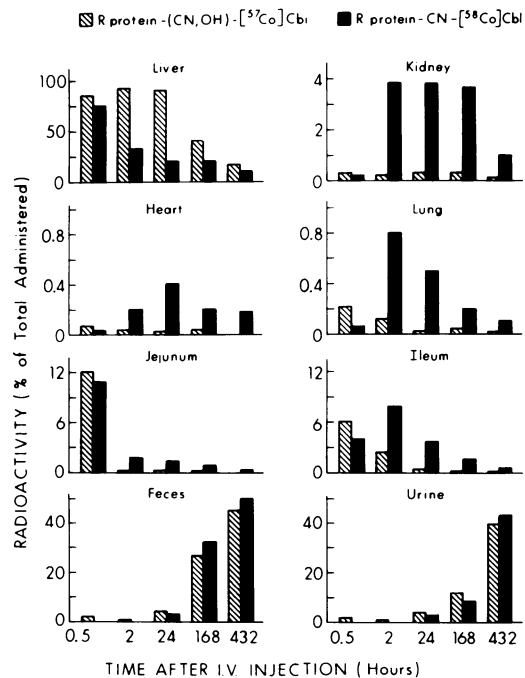 R protein-(CN,OH)-[57Co]Cbi
R protein-CN-[58Co]Cbl
Liver
100
50
0
Kidney
4
2
0
Heart
0.8
0.4
0
Lung
0.8
0.4
0
Jejunum
12
6
0
Ileum
12
6
0
Feces
40
20
0
0.5 2 24 168 432
Urine
40
20
0
0.5 2 24 168 432
RADIOACTIVITY (% of Total Administered)
TIME AFTER I.V. INJECTION (Hours)